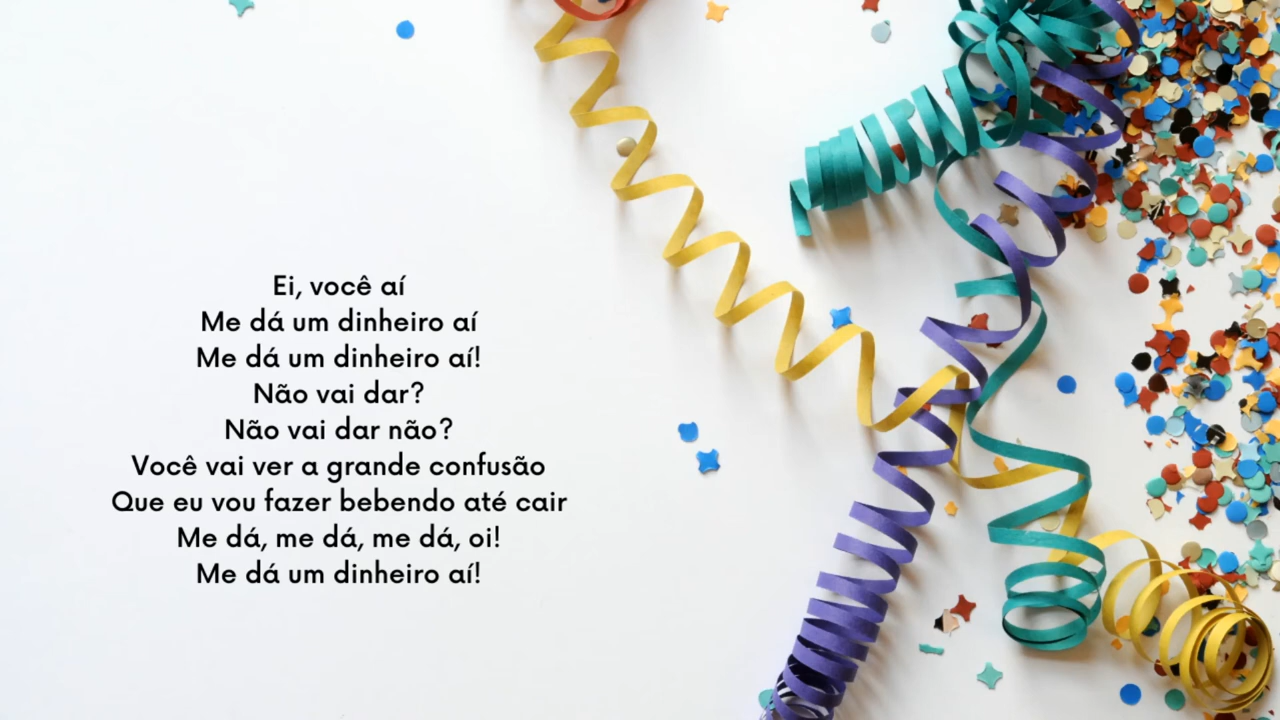 Ei, você aí
Me dá um dinheiro aí
Me dá um dinheiro aí!
Não vai dar?
Não vai dar não?
Você vai ver a grande confusão
Que eu vou fazer bebendo até cair
Me dá, me dá, me dá, oi!
Me dá um dinheiro aí!